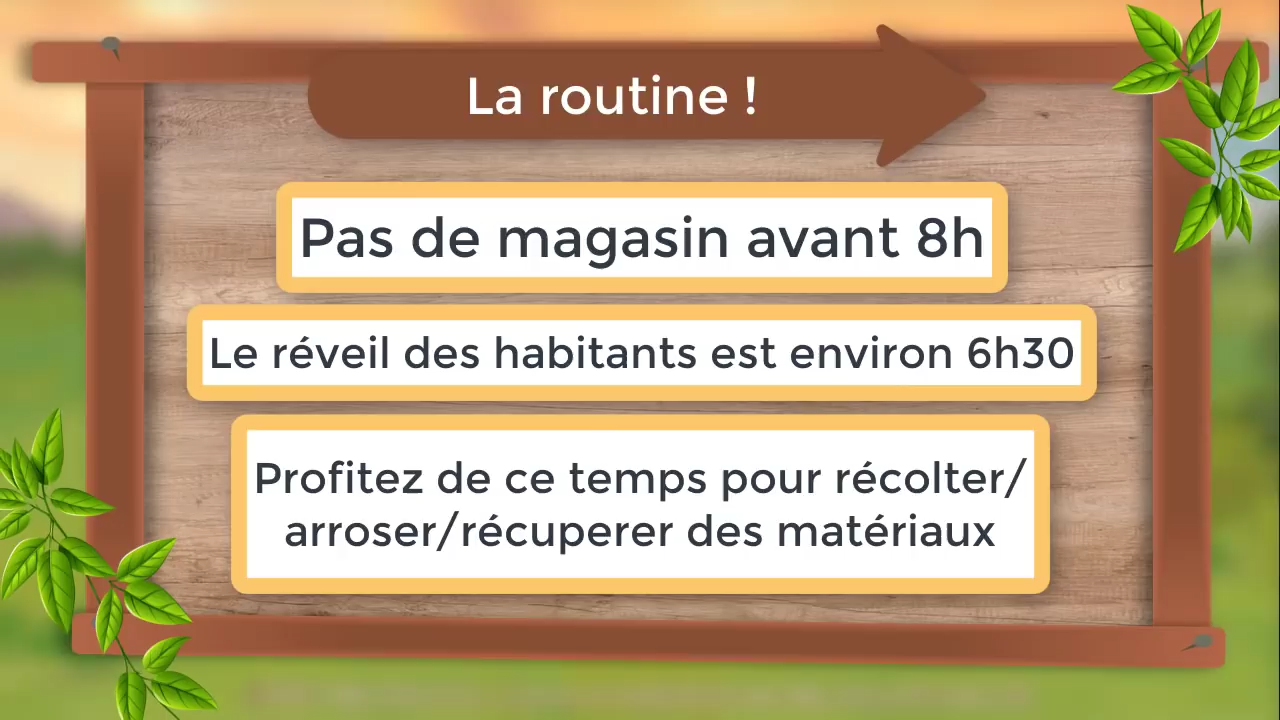 La routine !
Pas de magasin avant 8h
Le réveil des habitants est environ 6h30
Profitez de ce temps pour récolter/
arroser/récuperer des matériaux